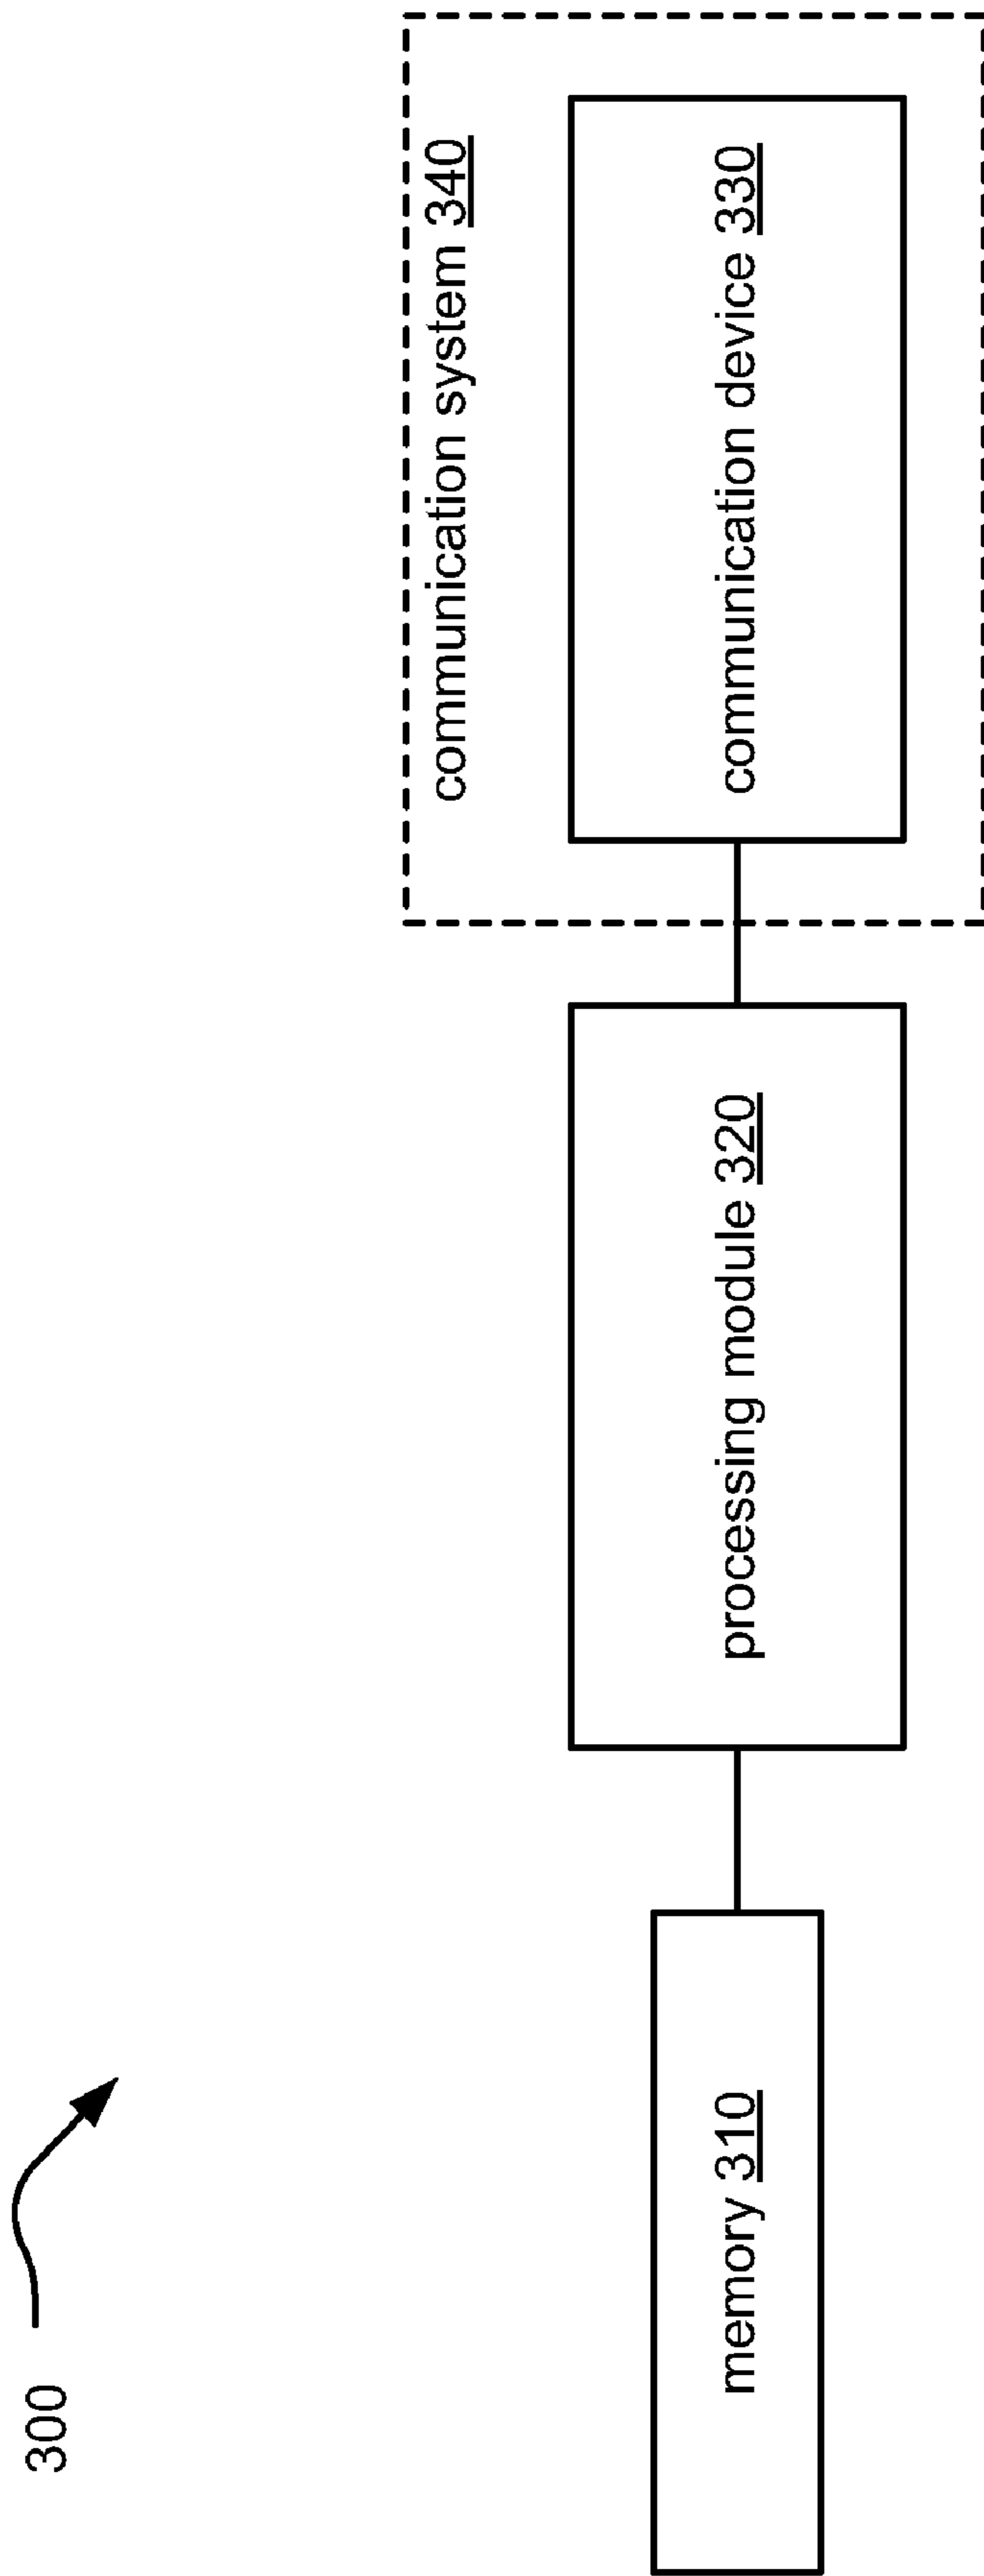 300
communication system 340
memory 310
processing module 320
communication device 330